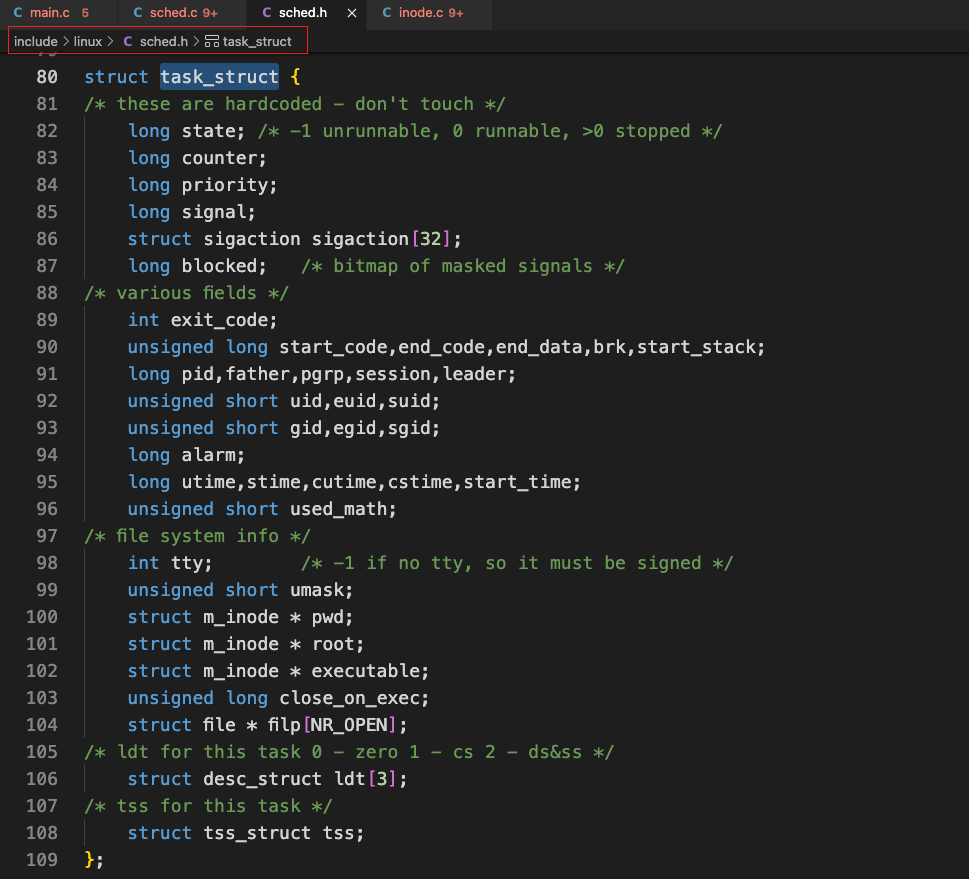 C main.c 5 C sched.c 9+ C sched.h × C inode.c 9+
include > linux > C sched.h > task_struct
80 struct task_struct {
81 /* these are hardcoded - don't touch */
82 long state; /* -1 unrunnable, 0 runnable, >0 stopped */
83 long counter;
84 long priority;
85 long signal;
86 struct sigaction sigaction[32];
87 long blocked; /* bitmap of masked signals */
88 /* various fields */
89 int exit_code;
90 unsigned long start_code,end_code,end_data,brk,start_stack;
91 long pid,father,pgrp,session,leader;
92 unsigned short uid,euid,suid;
93 unsigned short gid,egid,sgid;
94 long alarm;
95 long utime,stime,cutime,cstime,start_time;
96 unsigned short used_math;
97 /* file system info */
98 int tty; /* -1 if no tty, so it must be signed */
99 unsigned short umask;
100 struct m_inode * pwd;
101 struct m_inode * root;
102 struct m_inode * executable;
103 unsigned long close_on_exec;
104 struct file * filp[NR_OPEN];
105 /* ldt for this task 0 - zero 1 - cs 2 - ds&ss */
106 struct desc_struct ldt[3];
107 /* tss for this task */
108 struct tss_struct tss;
109 };